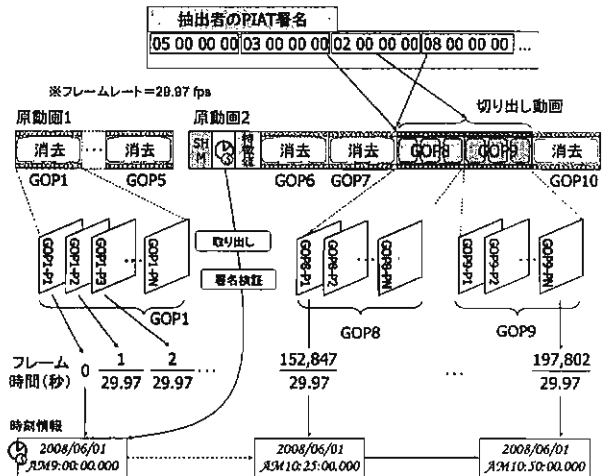 抽出者のPIAT署名
05 00 00 00 03 00 00 00 02 00 00 00 08 00 00 00 ...
※フレームレート=29.97 fps
原動画1
原動画2
切り出し動画
消去 ... 消去 SH M 消去 消去 GOP8 GOP9 消去
GOP1 GOP5 GOP6 GOP7 GOP10
取り出し
署名検証
GOP1-P1 GOP1-P2 GOP1-P3 ... GOP1-PN
GOP8-P1 GOP8-P2 ... GOP8-PN
GOP9-P1 GOP9-P2 ... GOP9-PN
GOP1
GOP8
GOP9
フレーム時間(秒)
0 1/29.97 2/29.97 ... 152,847/29.97 ... 197,802/29.97
時刻情報
2008/06/01
AM9:00:00.000
2008/06/01
AM10:25:00.000
2008/06/01
AM10:50:00.000